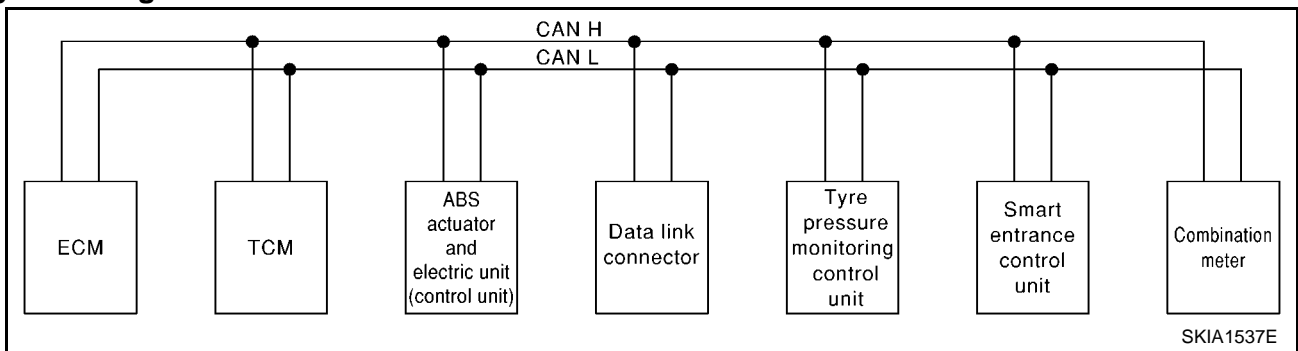 CAN H
CAN L
ECM
TCM
ABS
actuator
and
electric unit
(control unit)
Data link
connector
Tyre
pressure
monitoring
control
unit
Smart
entrance
control
unit
Combination
meter
SKIA1537E